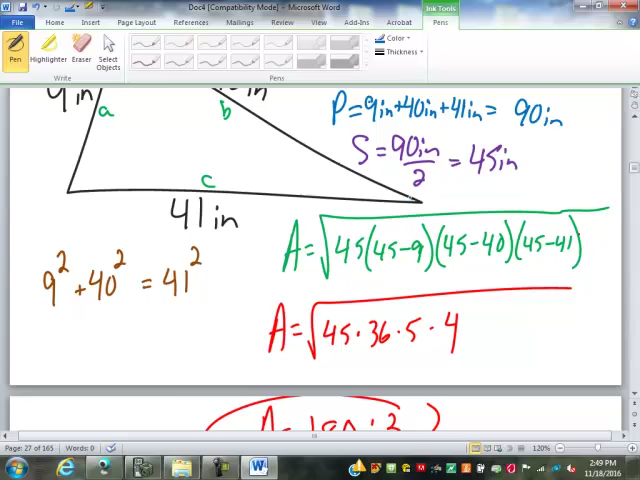 Doc4 [Compatibility Mode] - Microsoft Word
Ink Tools
File Home Insert Page Layout References Mailings Review View Add-Ins Acrobat Pens
Pen Highlighter Eraser Select Objects
Color
Thickness
Write Pens
9in
a
b
in
c
41 in
P=9in+40in+41in= 90in
S=90in/2=45in
A=√45(45-9)(45-40)(45-41)
9²+40²=41²
A=√45·36·5·4
Page: 27 of 165 Words: 0 120%
2:49 PM
11/18/2016